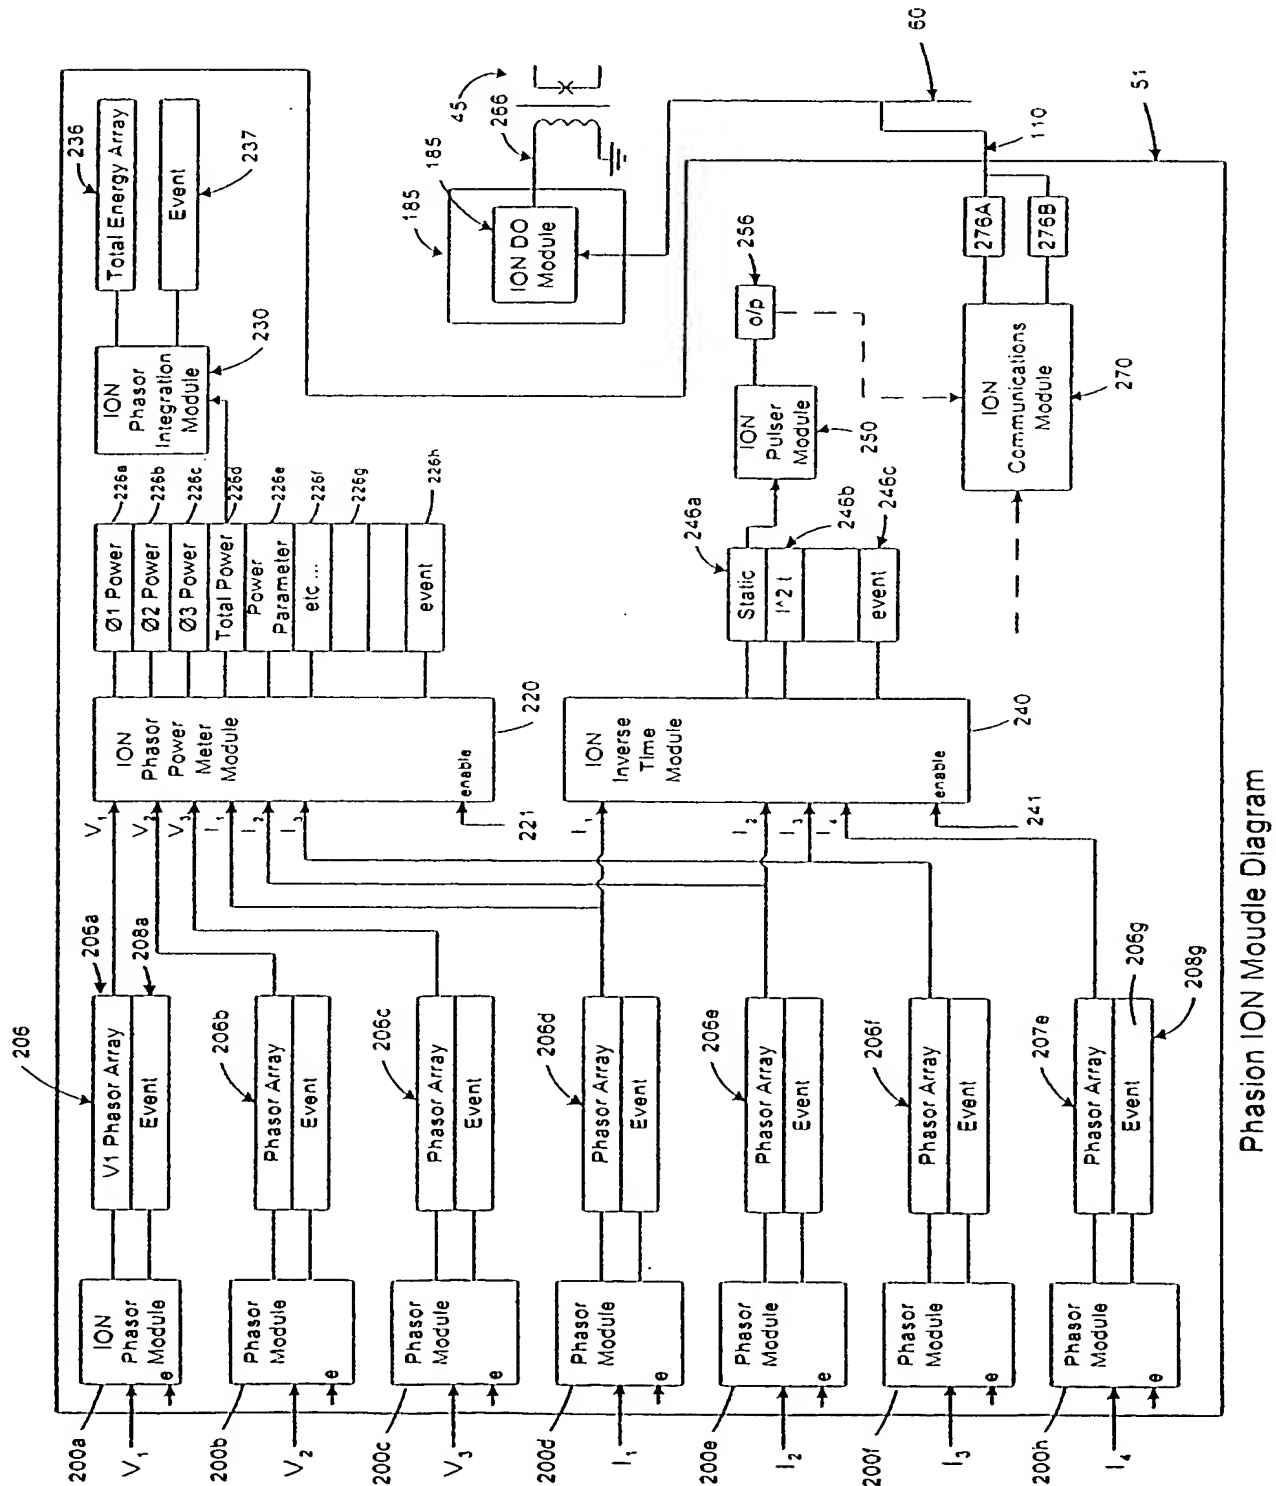 206
206a
208a
200a
V1
ION
Phasor
Module
e
V1 Phasor Array
Event
V1
V2
V3
I1
I2
I3
ION
Phasor
Power
Meter
Module
enable
221
220
Ø1 Power
Ø2 Power
Ø3 Power
Total Power
Power
Parameter
etc ...
event
226a
226b
226c
226d
226e
226f
226g
226h
ION
Phasor
Integration
Module
230
Total Energy Array
Event
236
237
200b
V2
Phasor
Module
e
206b
Phasor Array
Event
200c
V3
Phasor
Module
e
206c
Phasor Array
Event
200d
I1
Phasor
Module
e
206d
Phasor Array
Event
200e
I2
Phasor
Module
e
206e
Phasor Array
Event
200f
I3
Phasor
Module
e
206f
Phasor Array
Event
200h
I4
Phasor
Module
e
207e
Phasor Array
Event
206g
208g
I1
I2
I3
I4
ION
Inverse
Time
Module
enable
241
240
Static
I^2 t
event
246a
246b
246c
ION
Pulser
Module
250
o/p
256
185
185
ION DO
Module
266
45
ION
Communications
Module
270
276A
276B
110
60
51
Phasion ION Moudle Diagram